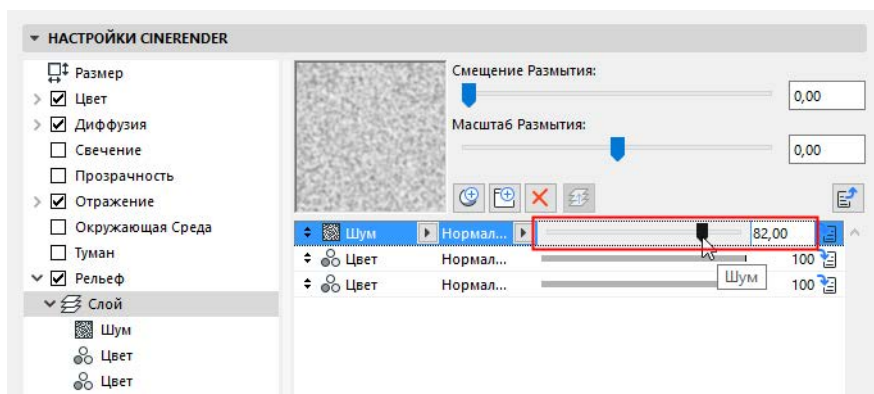 НАСТРОЙКИ CINERENDER
Размер
Цвет
Диффузия
Свечение
Прозрачность
Отражение
Окружающая Среда
Туман
Рельеф
Слой
Шум
Цвет
Цвет
Смещение Размытия:
0,00
Масштаб Размытия:
0,00
Шум Нормал... 82,00
Цвет Нормал... 100
Шум
Цвет Нормал... 100